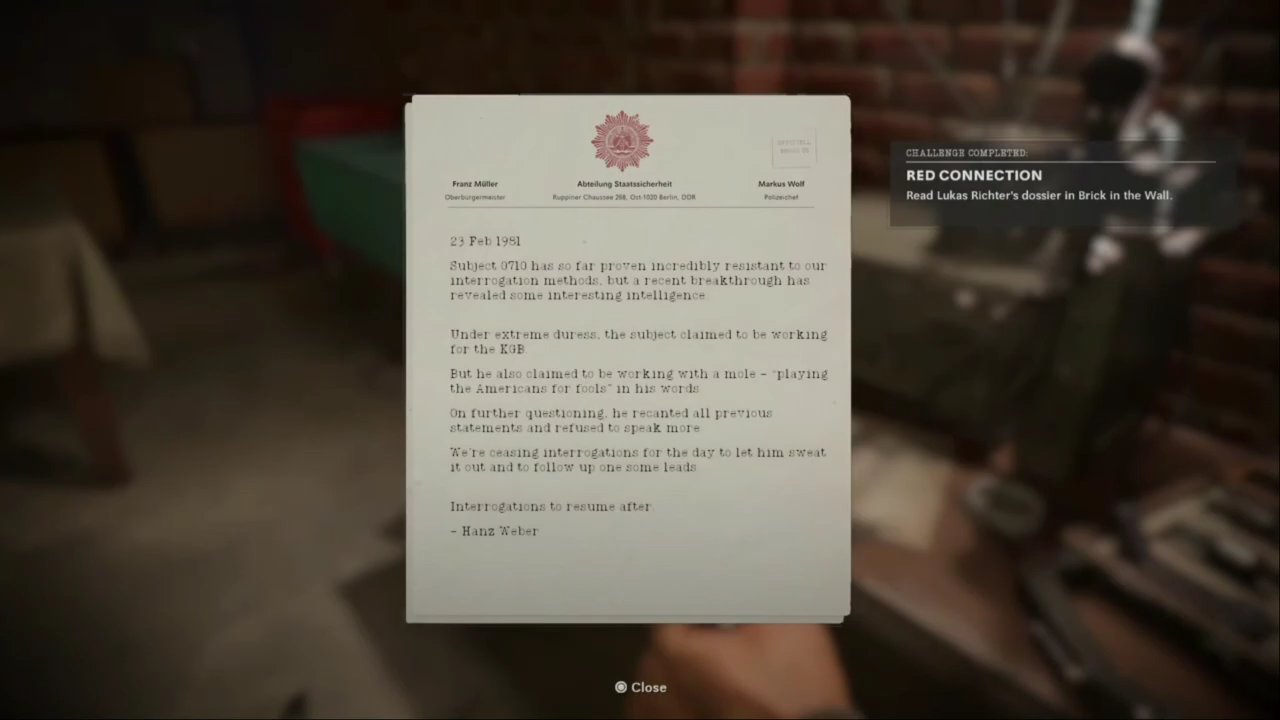 Franz Müller
Oberbürgermeister
Abteilung Staatssicherheit
Ruppiner Chaussee 268, Ost-1020 Berlin, DDR
Markus Wolf
Polizeichef
CHALLENGE COMPLETED:
RED CONNECTION
Read Lukas Richter's dossier in Brick in the Wall.
23 Feb 1981
Subject 0710 has so far proven incredibly resistant to our
interrogation methods, but a recent breakthrough has
revealed some interesting intelligence.
Under extreme duress, the subject claimed to be working
for the KGB.
But he also claimed to be working with a mole – "playing
the Americans for fools" in his words.
On further questioning, he recanted all previous
statements and refused to speak more.
We're ceasing interrogations for the day to let him sweat
it out and to follow up one some leads.
Interrogations to resume after.
– Hanz Weber
Close